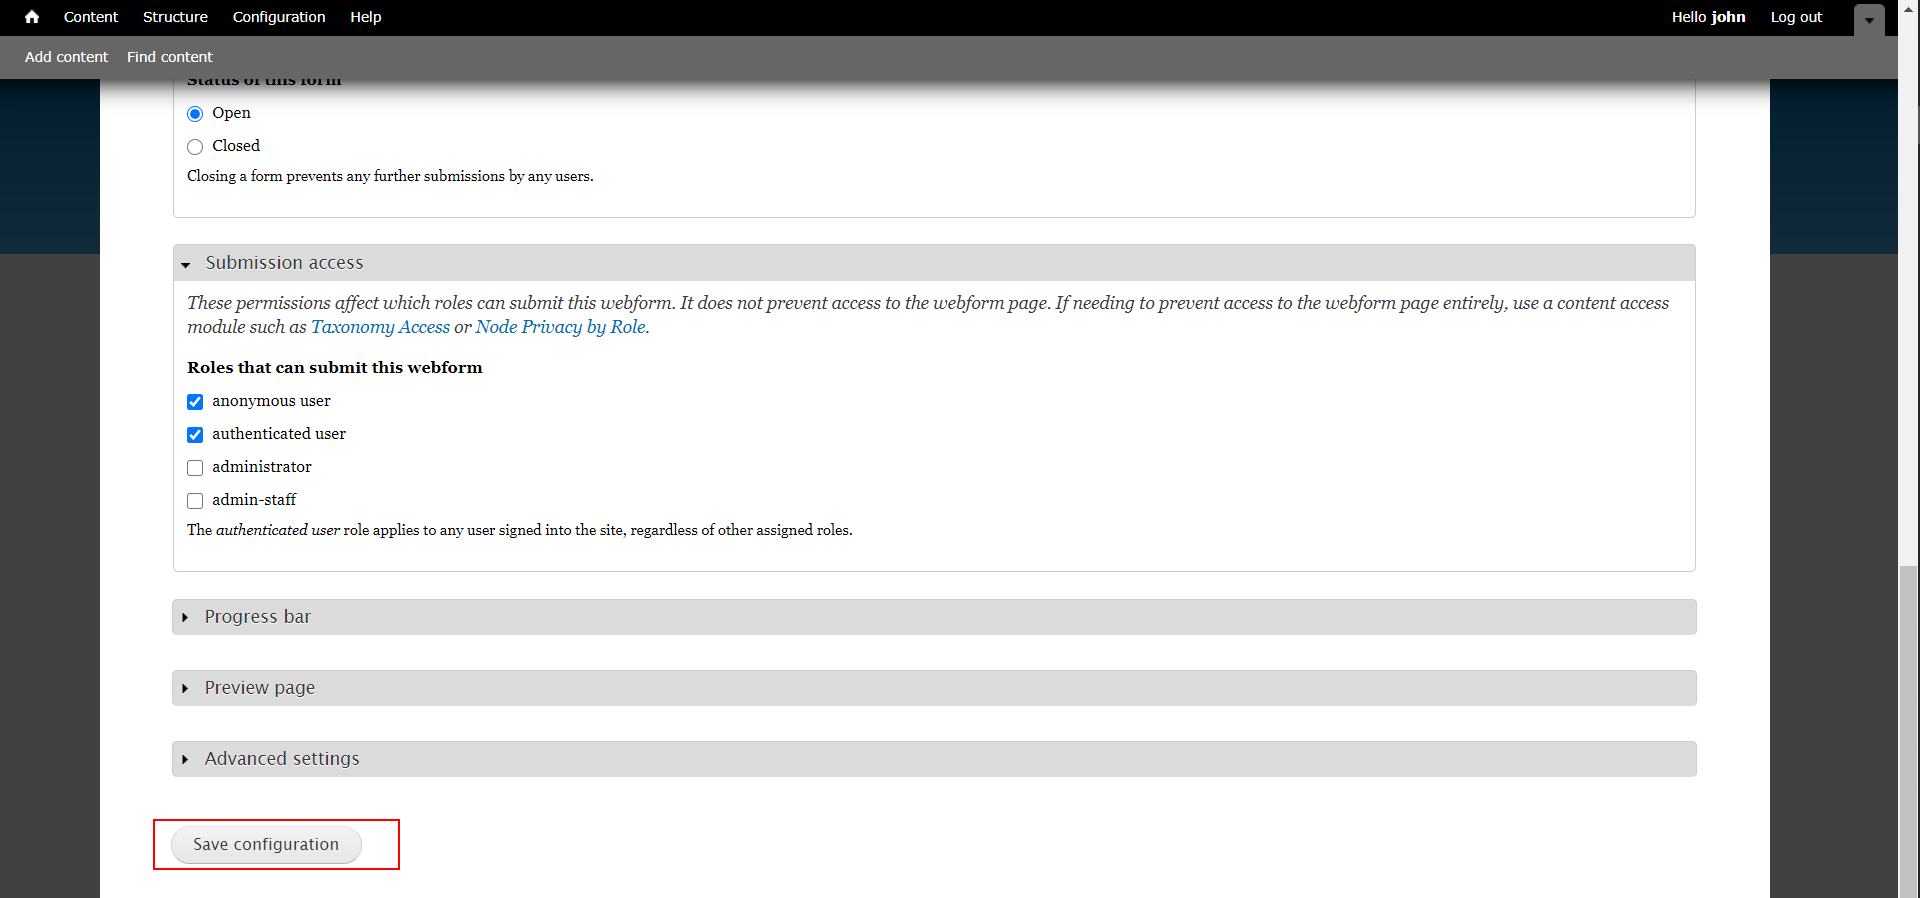 Content Structure Configuration Help Hello john Log out
Add content Find content
Status of this form
Open
Closed
Closing a form prevents any further submissions by any users.
Submission access
These permissions affect which roles can submit this webform. It does not prevent access to the webform page. If needing to prevent access to the webform page entirely, use a content access
module such as Taxonomy Access or Node Privacy by Role.
Roles that can submit this webform
anonymous user
authenticated user
administrator
admin-staff
The authenticated user role applies to any user signed into the site, regardless of other assigned roles.
Progress bar
Preview page
Advanced settings
Save configuration